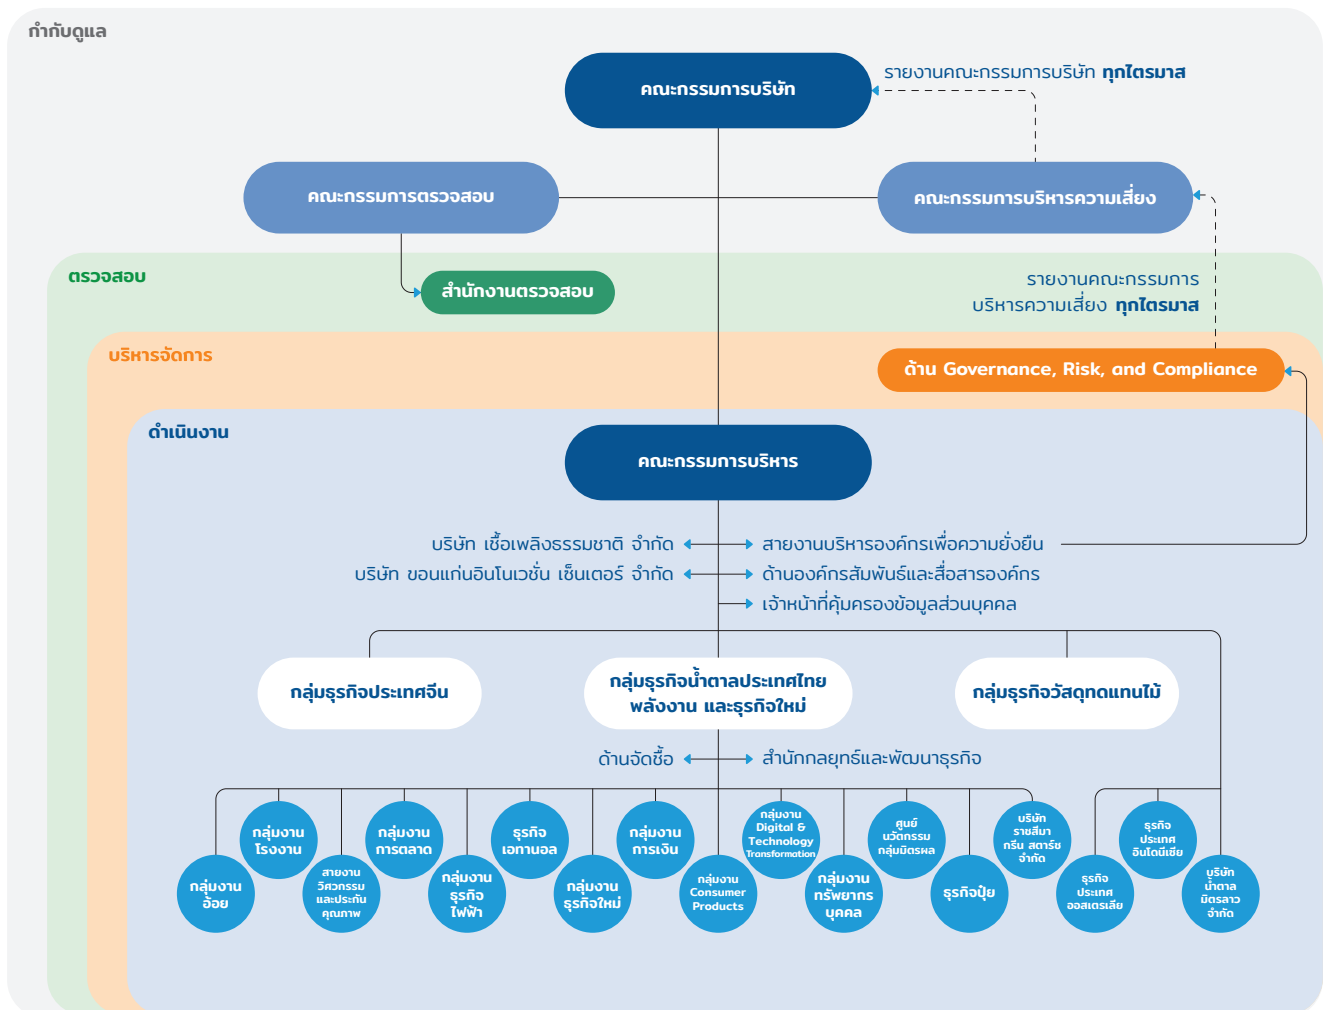 กำกับดูแล
คณะกรรมการบริษัท
รายงานคณะกรรมการบริษัท ทุกไตรมาส
คณะกรรมการตรวจสอบ
คณะกรรมการบริหารความเสี่ยง
ตรวจสอบ
สำนักงานตรวจสอบ
รายงานคณะกรรมการ
บริหารความเสี่ยง ทุกไตรมาส
บริหารจัดการ
ด้าน Governance, Risk, and Compliance
ดำเนินงาน
คณะกรรมการบริหาร
บริษัท เชื้อเพลิงธรรมชาติ จำกัด
สายงานบริหารองค์กรเพื่อความยั่งยืน
บริษัท ขอนแก่นอินโนเวชั่น เซ็นเตอร์ จำกัด
ด้านองค์กรสัมพันธ์และสื่อสารองค์กร
เจ้าหน้าที่คุ้มครองข้อมูลส่วนบุคคล
กลุ่มธุรกิจประเทศจีน
กลุ่มธุรกิจน้ำตาลประเทศไทย
พลังงาน และธุรกิจใหม่
กลุ่มธุรกิจวัสดุทดแทนไม้
ด้านจัดซื้อ
สำนักกลยุทธ์และพัฒนาธุรกิจ
กลุ่มงาน
อ้อย
กลุ่มงาน
โรงงาน
สายงาน
วิศวกรรม
และประกัน
คุณภาพ
กลุ่มงาน
การตลาด
กลุ่มงาน
ธุรกิจ
ไฟฟ้า
ธุรกิจ
เอทานอล
กลุ่มงาน
ธุรกิจใหม่
กลุ่มงาน
การเงิน
กลุ่มงาน
Consumer
Products
กลุ่มงาน
Digital &
Technology
Transformation
กลุ่มงาน
ทรัพยากร
บุคคล
ศูนย์
นวัตกรรม
กลุ่มมิตรผล
ธุรกิจปุ๋ย
บริษัท
ราชสีมา
กรีน สตาร์ช
จำกัด
ธุรกิจ
ประเทศ
ออสเตรเลีย
ธุรกิจ
ประเทศ
อินโดนีเซีย
บริษัท
น้ำตาล
มิตรลาว
จำกัด